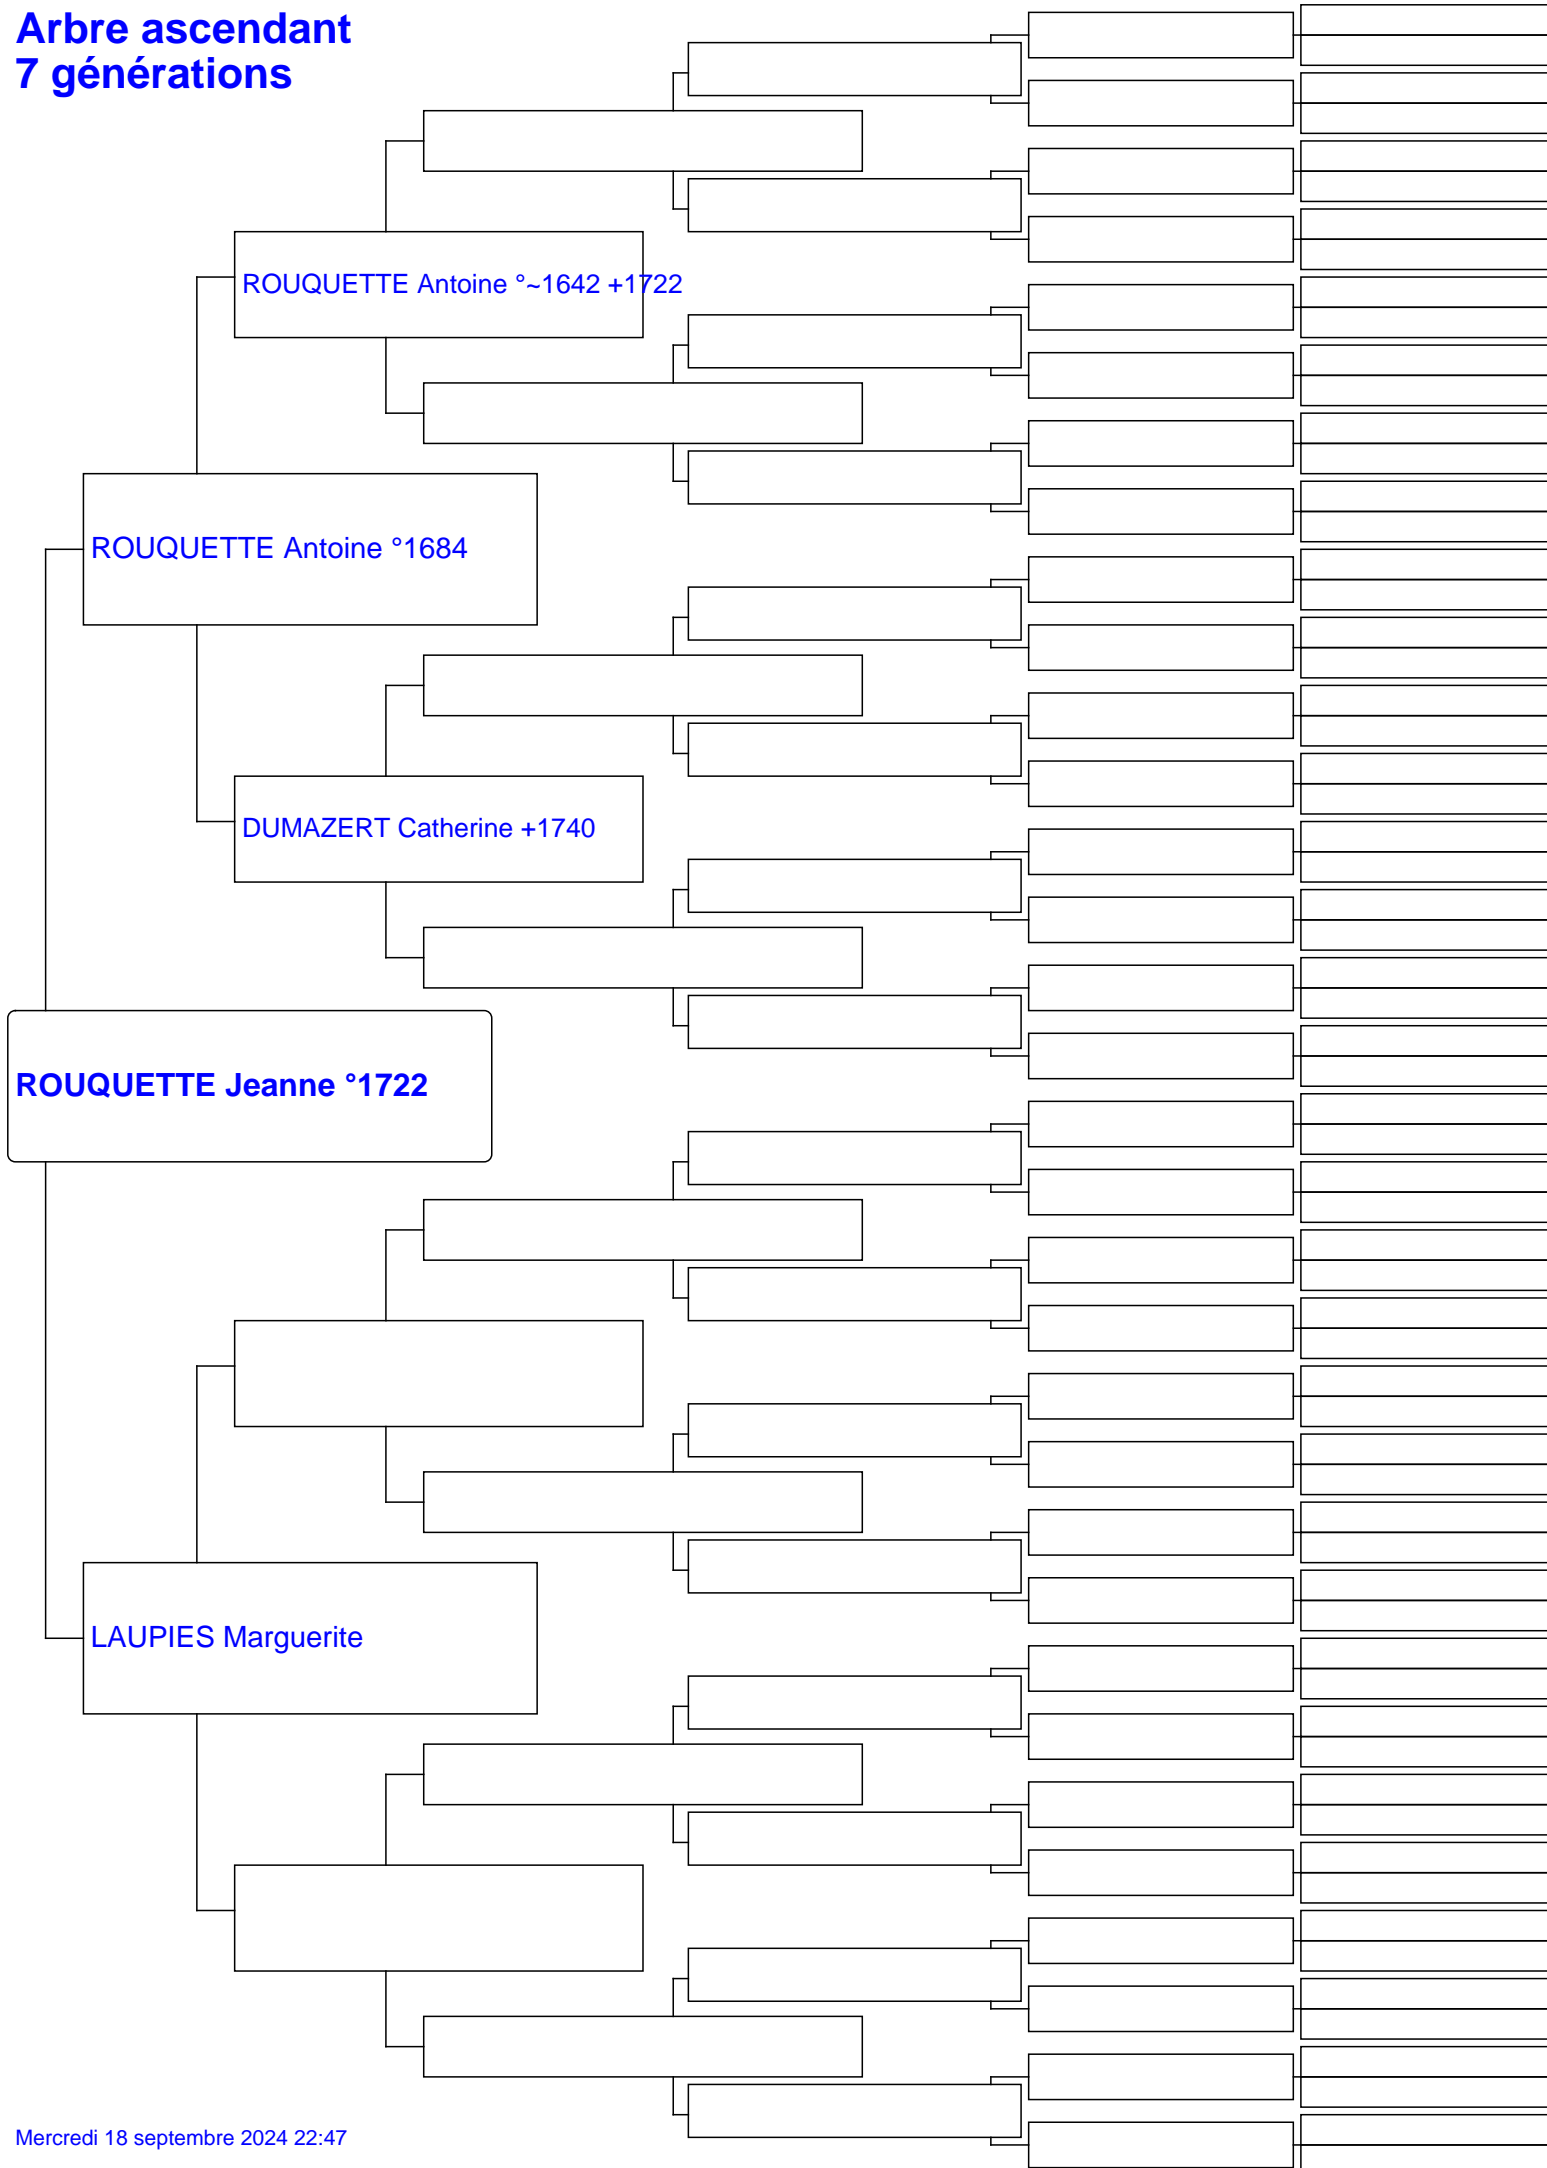 Arbre ascendant
7 générations
ROUQUETTE Antoine °~1642 +1722
ROUQUETTE Antoine °1684
DUMAZERT Catherine +1740
ROUQUETTE Jeanne °1722
LAUPIES Marguerite
Mercredi 18 septembre 2024 22:47